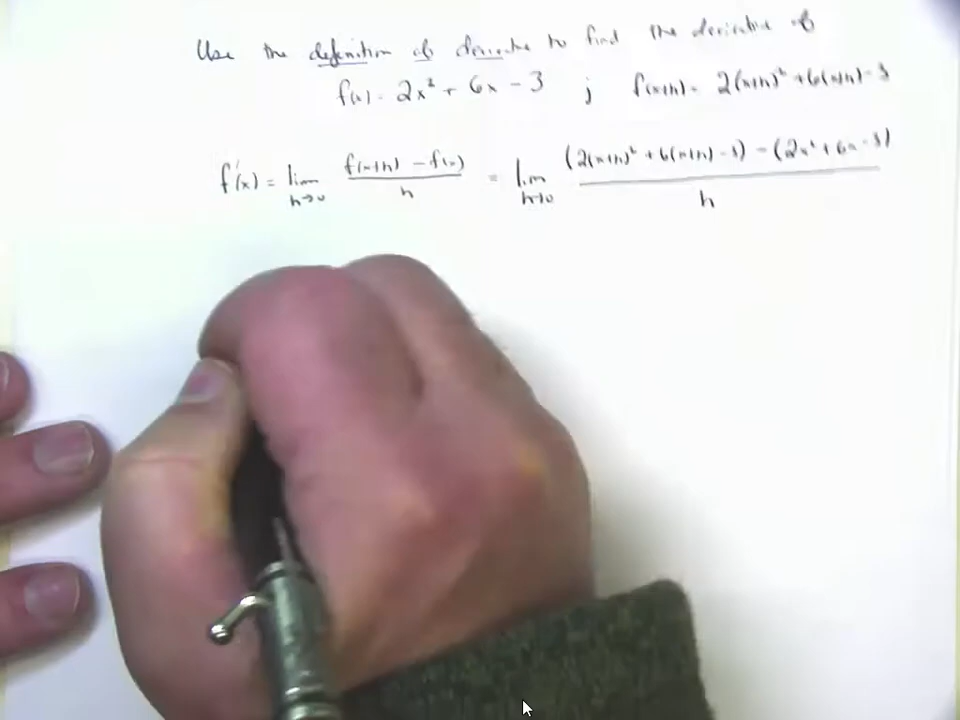 Use the definition of derivative to find the derivative of
f(x) = 2x² + 6x - 3 ; f(x+h) = 2(x+h)² + 6(x+h) - 3
f'(x) = lim h→0 f(x+h) - f(x) / h = lim h→0 (2(x+h)² + 6(x+h) - 3) - (2x² + 6x - 3) / h